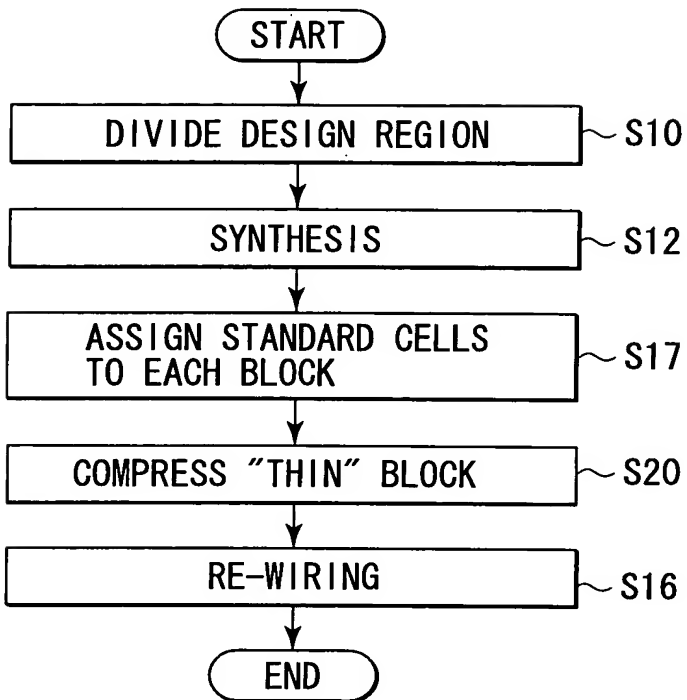 START
DIVIDE DESIGN REGION
S10
SYNTHESIS
S12
ASSIGN STANDARD CELLS
TO EACH BLOCK
S17
COMPRESS "THIN" BLOCK
S20
RE-WIRING
S16
END